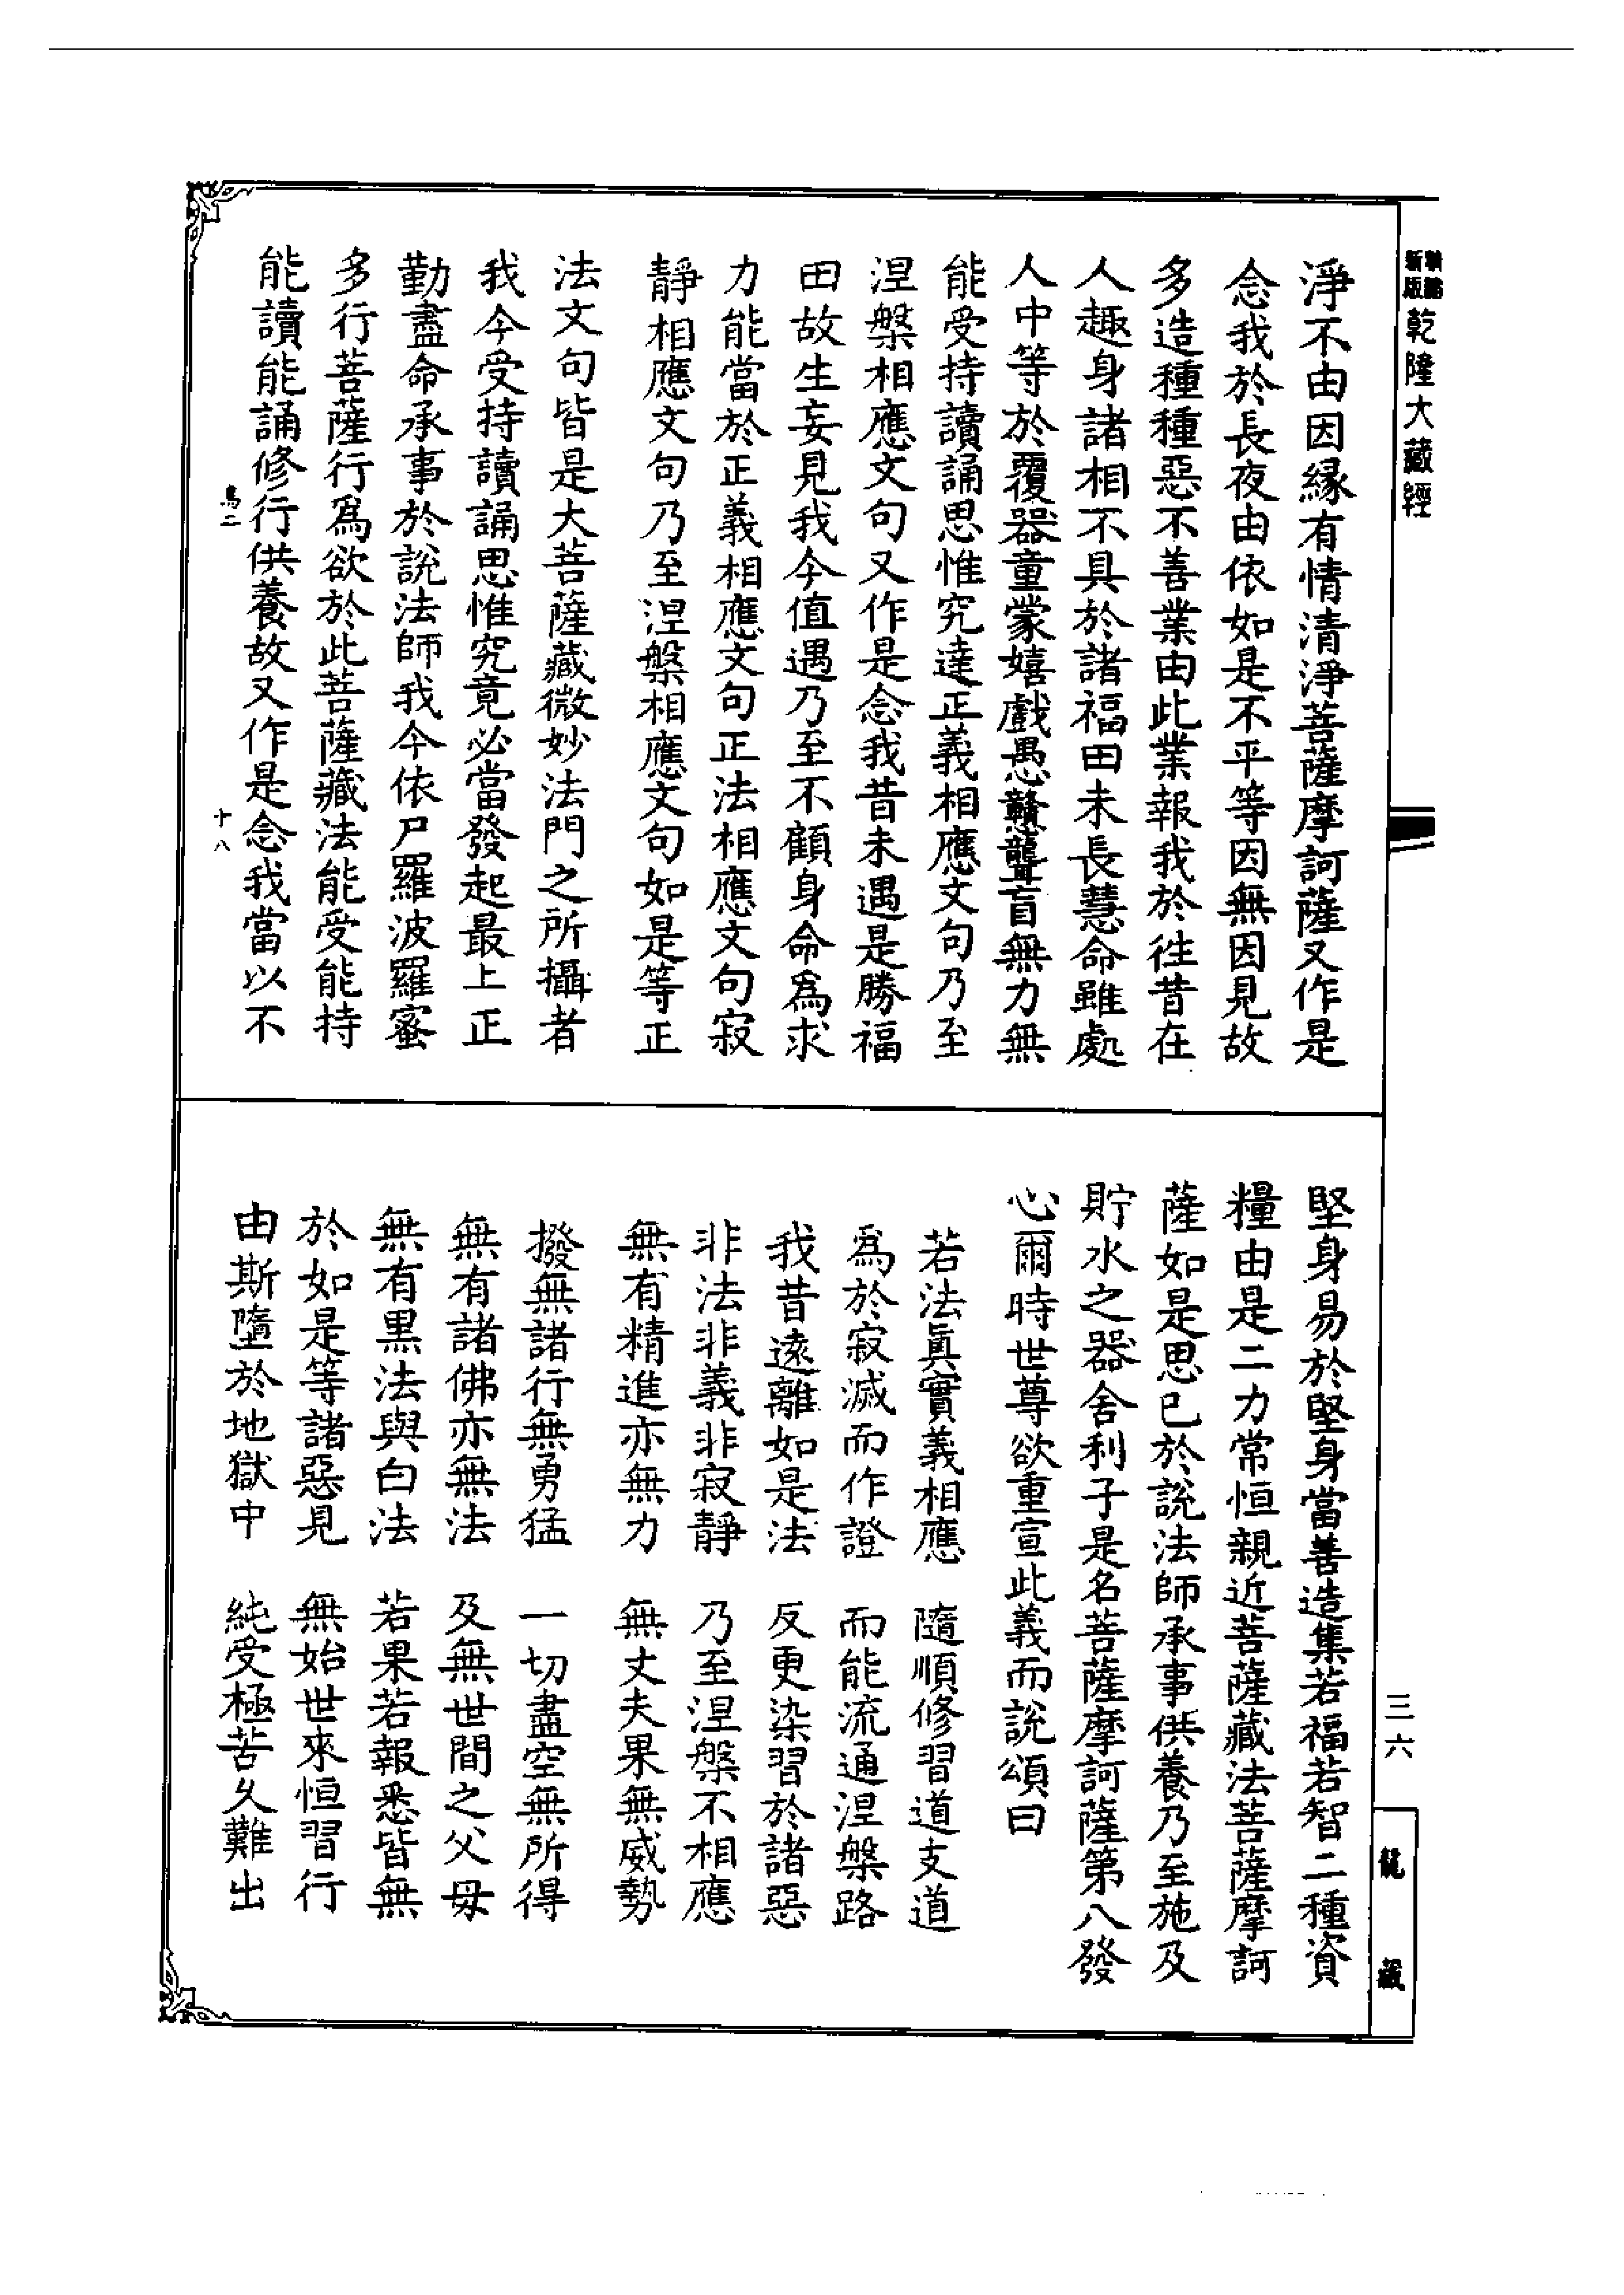 新版
乾隆大藏經
淨不由因緣有情清淨菩薩摩訶薩又作是
念我於長夜由依如是不平等因無因見故
多造種種惡不善業由此業報我於往昔在
人趣身諸相不具於諸福田未長慧命雖處
人中等於覆器童蒙嬉戲愚戇聾盲無力無
能受持讀誦思惟究達正義相應文句乃至
涅槃相應文句又作是念我昔未遇是勝福
田故生妄見我今值遇乃至不顧身命爲求
力能當於正義相應文句正法相應文句寂
靜相應文句乃至涅槃相應文句如是等正
法文句皆是大菩薩藏微妙法門之所攝者
我今受持讀誦思惟究竟必當發起最上正
勤盡命承事於說法師我今依尸羅波羅蜜
多行菩薩行爲欲於此菩薩藏法能受能持
能讀能誦修行供養故又作是念我當以不
鳥二
十八
堅身易於堅身當善造集若福若智二種資
糧由是二力常恒親近菩薩藏法菩薩摩訶
薩如是思已於說法師承事供養乃至施及
貯水之器舍利子是名菩薩摩訶薩第八發
心爾時世尊欲重宣此義而說頌曰
若法眞實義相應 隨順修習道支道
爲於寂滅而作證 而能流通涅槃路
我昔遠離如是法 反更染習於諸惡
非法非義非寂靜 乃至涅槃不相應
無有精進亦無力 無丈夫果無威勢
撥無諸行無勇猛 一切盡空無所得
無有諸佛亦無法 及無世間之父母
無有黑法與白法 若果若報悉皆無
於如是等諸惡見 無始世來恒習行
由斯墮於地獄中 純受極苦久難出
三六
龍藏